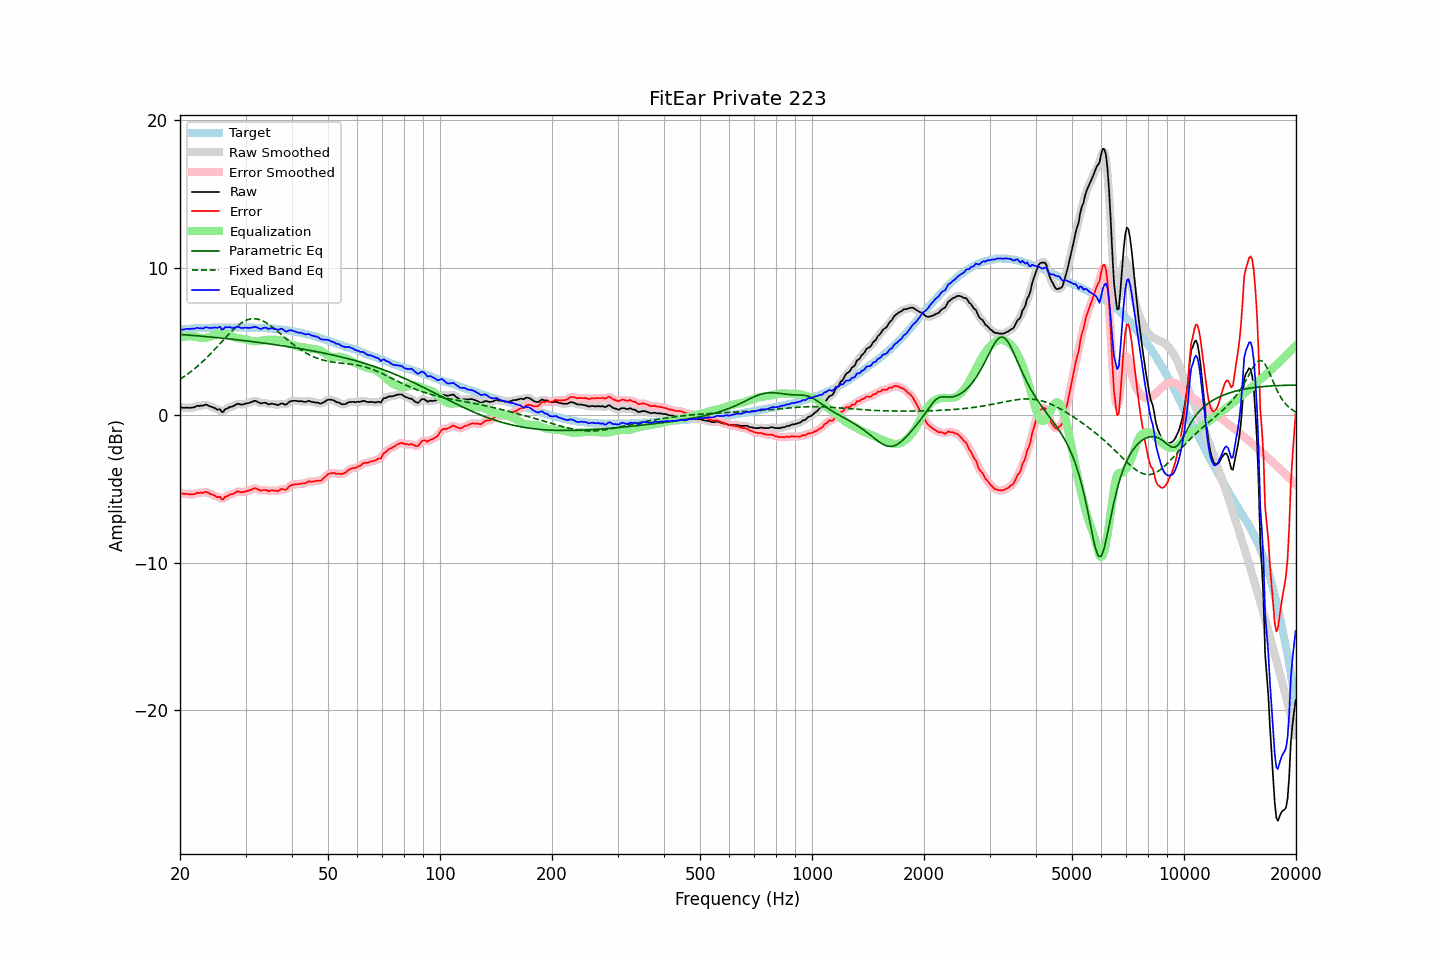 FitEar Private 223
20
10
0
−10
−20
Amplitude (dBr)
Target
Raw Smoothed
Error Smoothed
Raw
Error
Equalization
Parametric Eq
Fixed Band Eq
Equalized
20 50 100 200 500 1000 2000 5000 10000 20000
Frequency (Hz)